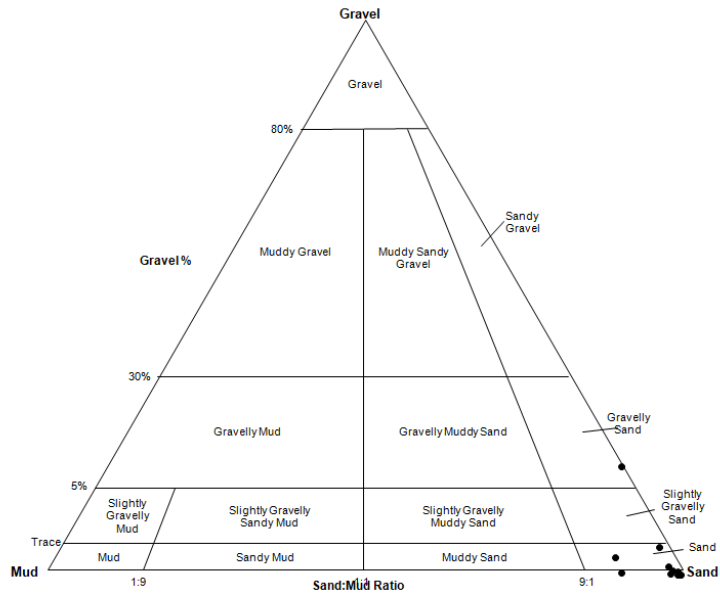 Gravel
Gravel
80%
Sandy
Gravel
Muddy Gravel
Muddy Sandy
Gravel
Gravel %
30%
Gravelly
Sand
Gravelly Mud
Gravelly Muddy Sand
5%
Slightly
Gravelly
Mud
Slightly Gravelly
Sandy Mud
Slightly Gravelly
Muddy Sand
Slightly
Gravelly
Sand
Trace
Mud
Sandy Mud
Muddy Sand
Sand
Mud
Sand
1:9
1:1
9:1
Sand:Mud Ratio